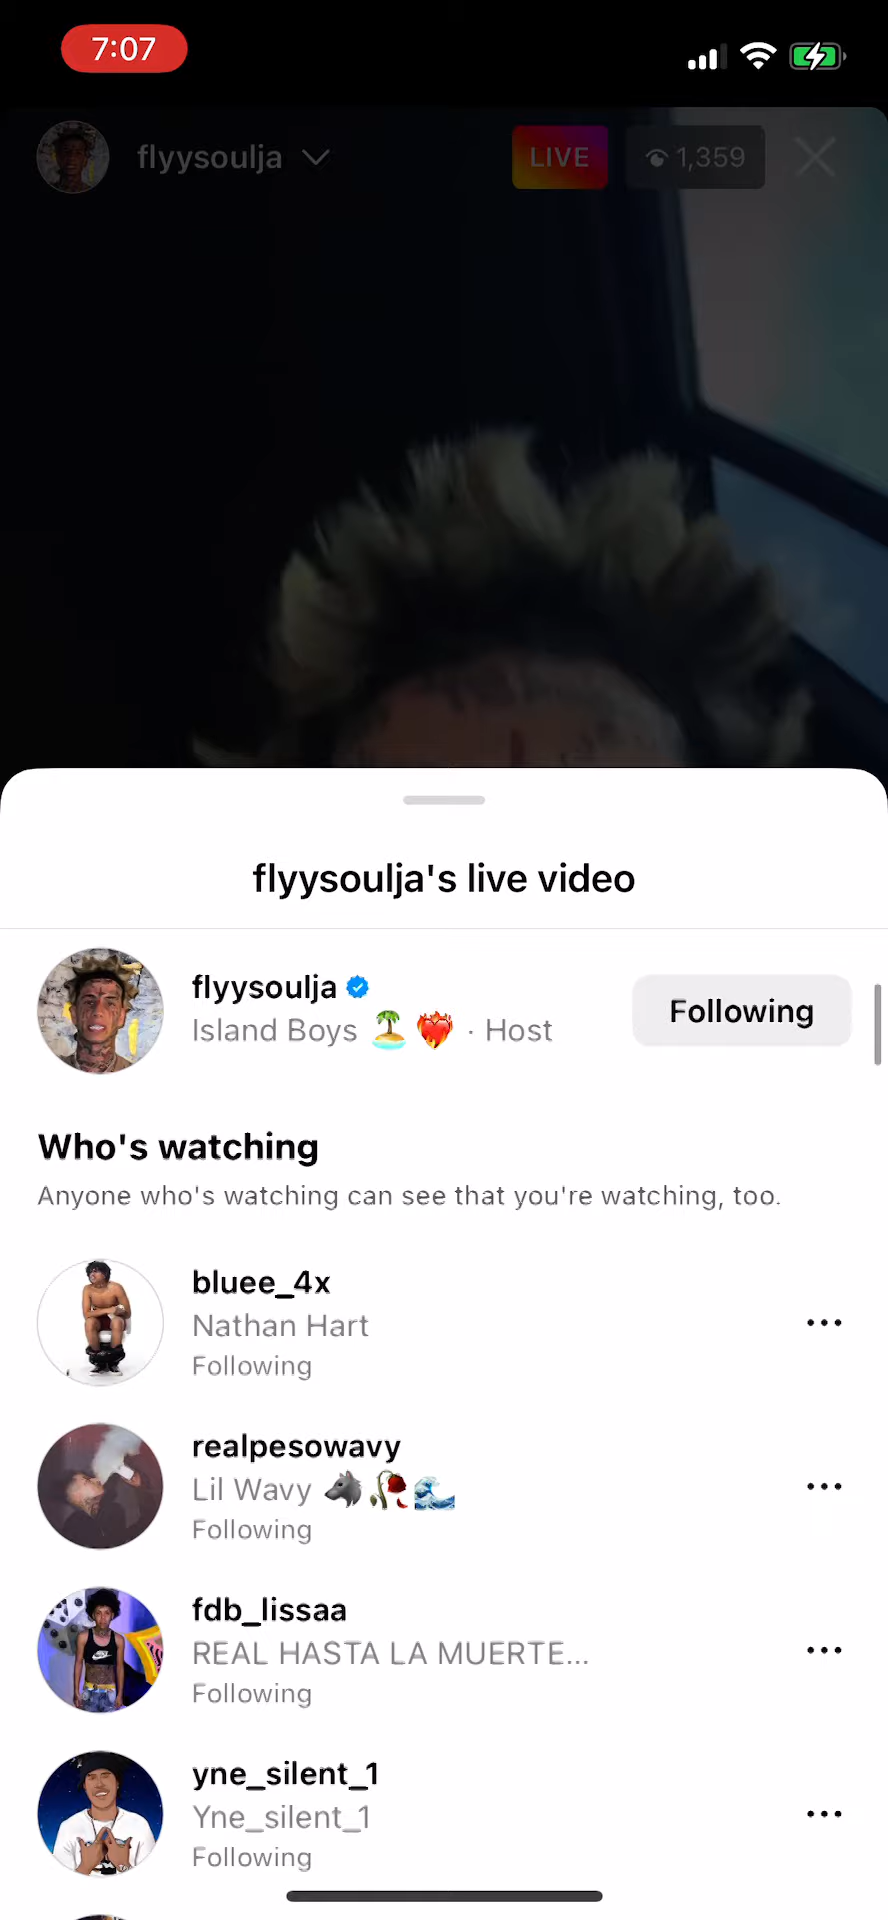 7:07
flyysoulja
LIVE
1,359
flyysoulja's live video
flyysoulja
Island Boys 🏝️ ❤️‍🔥 · Host
Following
Who's watching
Anyone who's watching can see that you're watching, too.
bluee_4x
Nathan Hart
Following
realpesowavy
Lil Wavy 🐺🥀🌊
Following
fdb_lissaa
REAL HASTA LA MUERTE...
Following
yne_silent_1
Yne_silent_1
Following